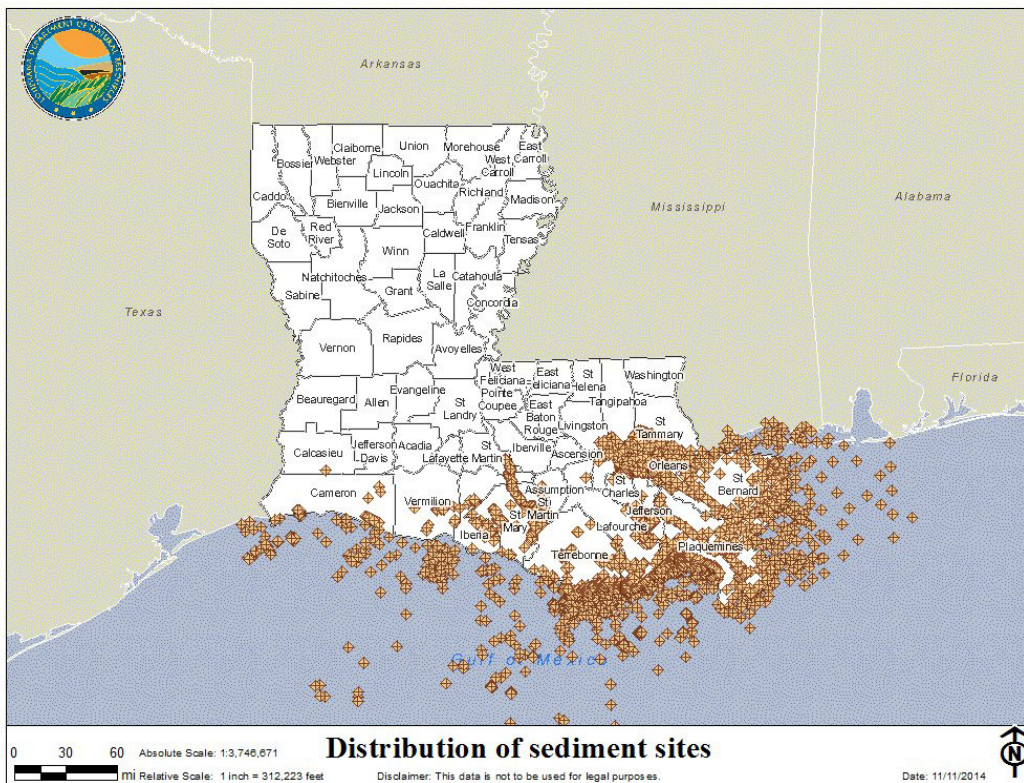 LOUISIANA DEPARTMENT OF NATURAL RESOURCES
Arkansas
Mississippi
Alabama
Texas
Florida
Claiborne
Union
Morehouse
East
Carroll
Bossier
Webster
West
Carroll
Lincoln
Ouachita
Richland
Caddo
Bienville
Jackson
Madison
De
Soto
Red
River
Caldwell
Franklin
Tensas
Winn
Natchitoches
La
Salle
Catahoula
Sabine
Grant
Concordia
Vernon
Rapides
Avoyelles
West
Feliciana
East
Feliciana
St
Helena
Washington
Beauregard
Allen
Evangeline
St
Landry
Pointe
Coupee
East
Baton
Rouge
Livingston
Tangipahoa
St
Tammany
Calcasieu
Jefferson
Davis
Acadia
Lafayette
St
Martin
Iberville
Ascension
Orleans
St
Bernard
Cameron
Vermilion
Iberia
St
Mary
St
Martin
Assumption
St
Charles
Jefferson
Lafourche
Terrebonne
Plaquemines
Gulf of Mexico
0 30 60
mi
Absolute Scale: 1:3,746,671
Relative Scale: 1 inch = 312,223 feet
Distribution of sediment sites
Disclaimer: This data is not to be used for legal purposes.
Date: 11/11/2014
N